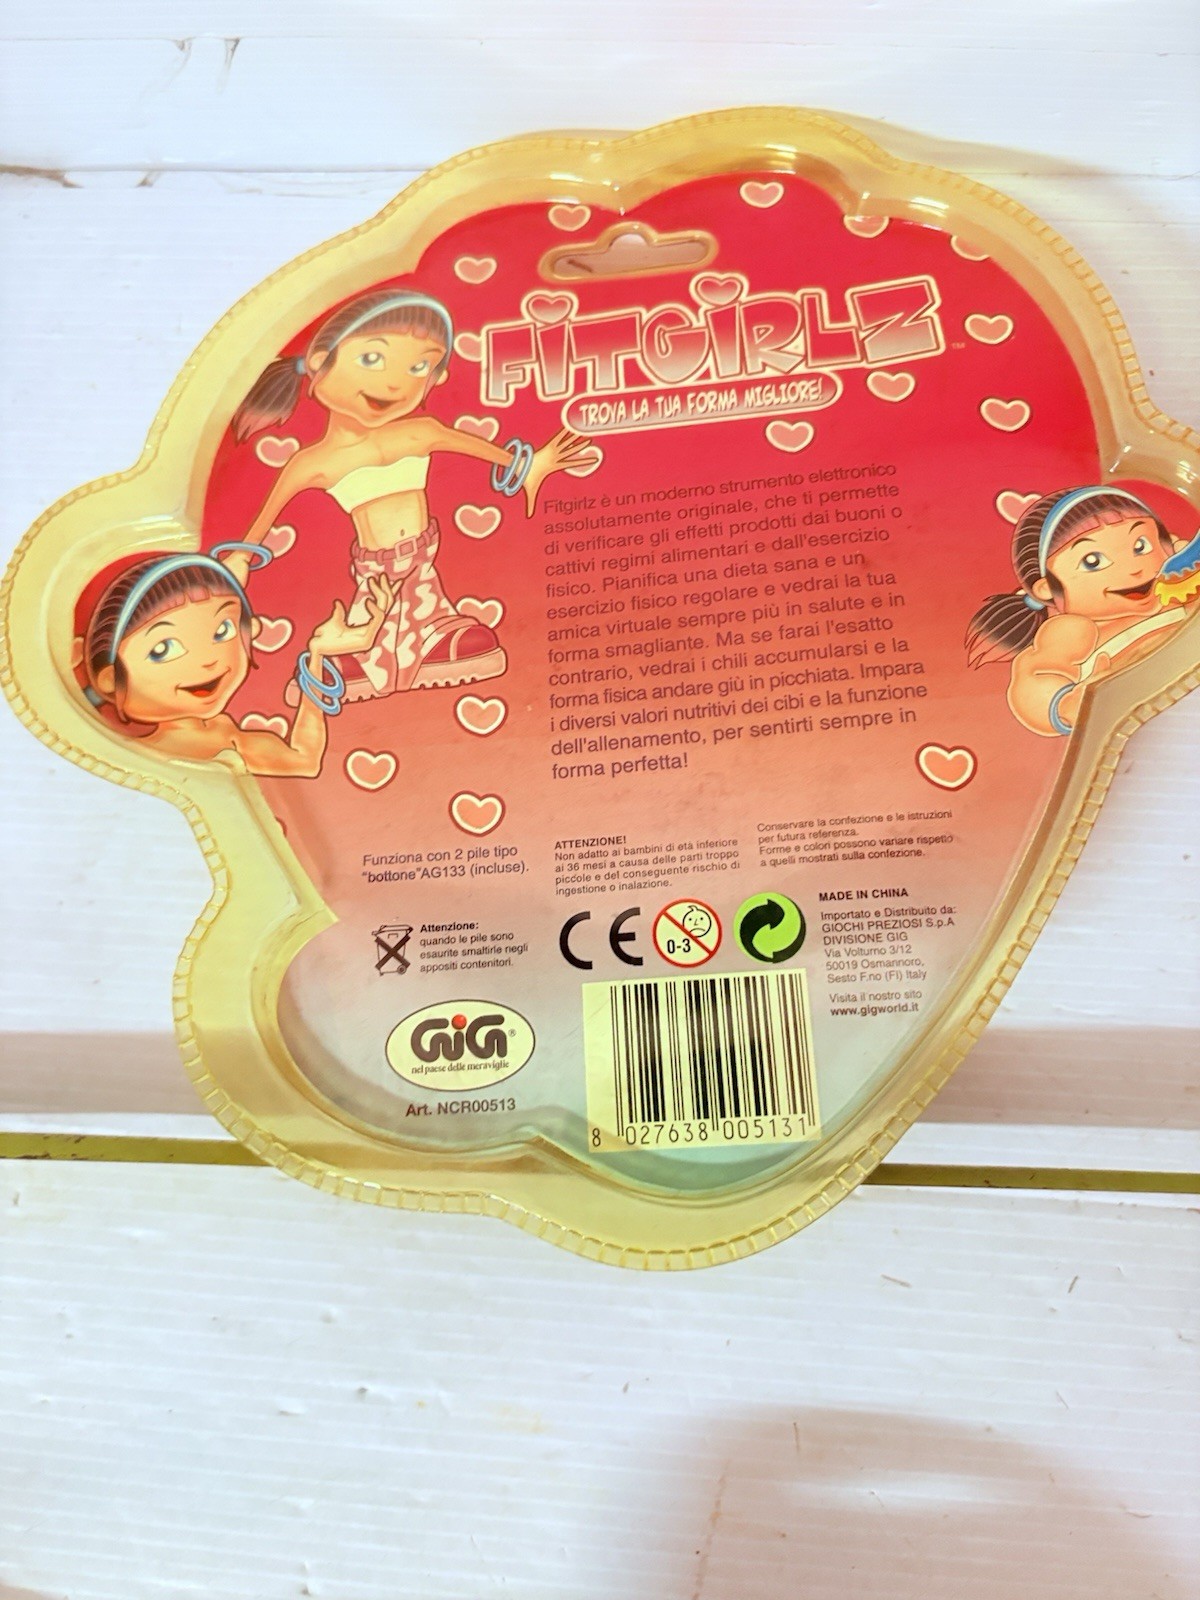 FITGIRLZ™
TROVA LA TUA FORMA MIGLIORE!
Fitgirlz è un moderno strumento elettronico
assolutamente originale, che ti permette
di verificare gli effetti prodotti dai buoni o
cattivi regimi alimentari e dall'esercizio
fisico. Pianifica una dieta sana e un
esercizio fisico regolare e vedrai la tua
amica virtuale sempre più in salute e in
forma smagliante. Ma se farai l'esatto
contrario, vedrai i chili accumularsi e la
forma fisica andare giù in picchiata. Impara
i diversi valori nutritivi dei cibi e la funzione
dell'allenamento, per sentirti sempre in
forma perfetta!
Funziona con 2 pile tipo
"bottone"AG133 (incluse).
ATTENZIONE!
Non adatto ai bambini di età inferiore
ai 36 mesi a causa delle parti troppo
piccole e del conseguente rischio di
ingestione o inalazione.
Conservare la confezione e le istruzioni
per futura referenza.
Forme e colori possono variare rispetto
a quelli mostrati sulla confezione.
Attenzione:
quando le pile sono
esaurite smaltirle negli
appositi contenitori.
CE
0-3
MADE IN CHINA
Importato e Distribuito da:
GIOCHI PREZIOSI S.p.A
DIVISIONE GIG
Via Volturno 3/12
50019 Osmannoro,
Sesto F.no (FI) Italy
Visita il nostro sito
www.gigworld.it
GiG®
nel paese delle meraviglie
Art. NCR00513
8 027638 005131